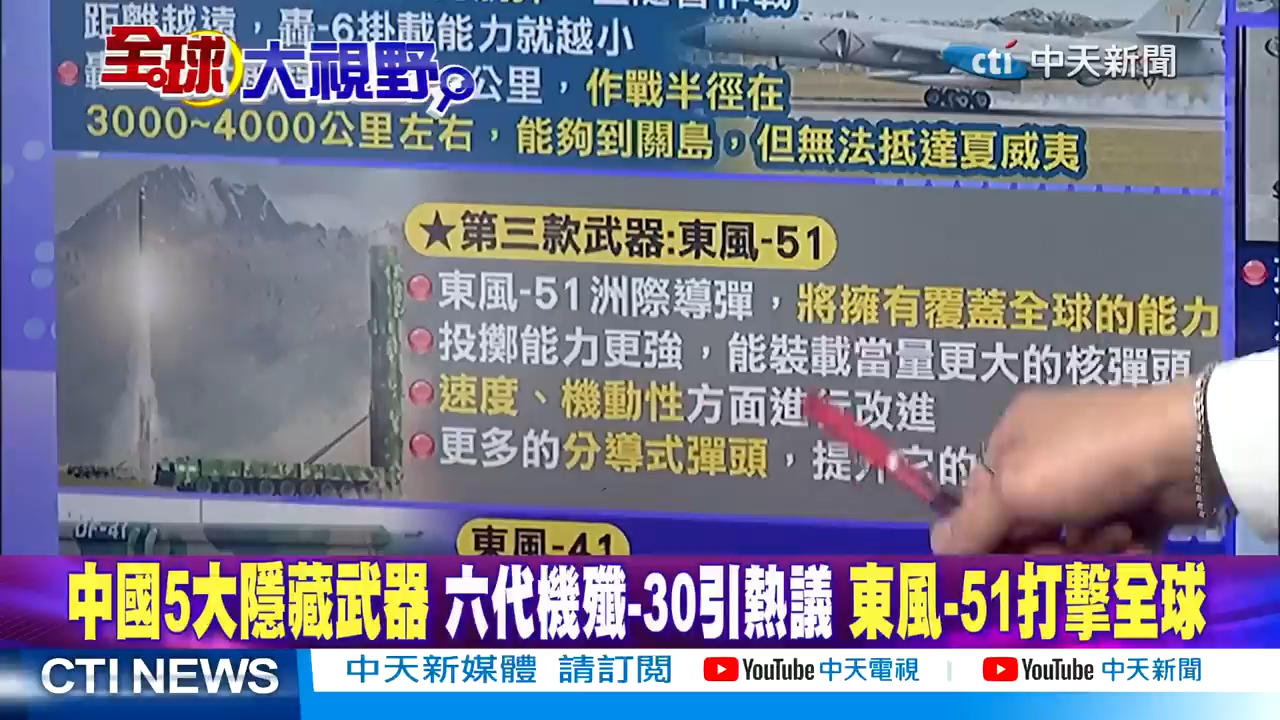 距離越遠，轟-6掛載能力就越小
全球大視野
cti 中天新聞
公里，作戰半徑在
3000~4000公里左右，能夠到關島，但無法抵達夏威夷
★第三款武器:東風-51
東風-51洲際導彈，將擁有覆蓋全球的能力
投擲能力更強，能裝載當量更大的核彈頭
速度、機動性方面進行改進
更多的分導式彈頭，提升它的
DF-41
東風-41
中國5大隱藏武器 六代機殲-30引熱議 東風-51打擊全球
CTI NEWS
中天新媒體 請訂閱
YouTube 中天電視
YouTube 中天新聞